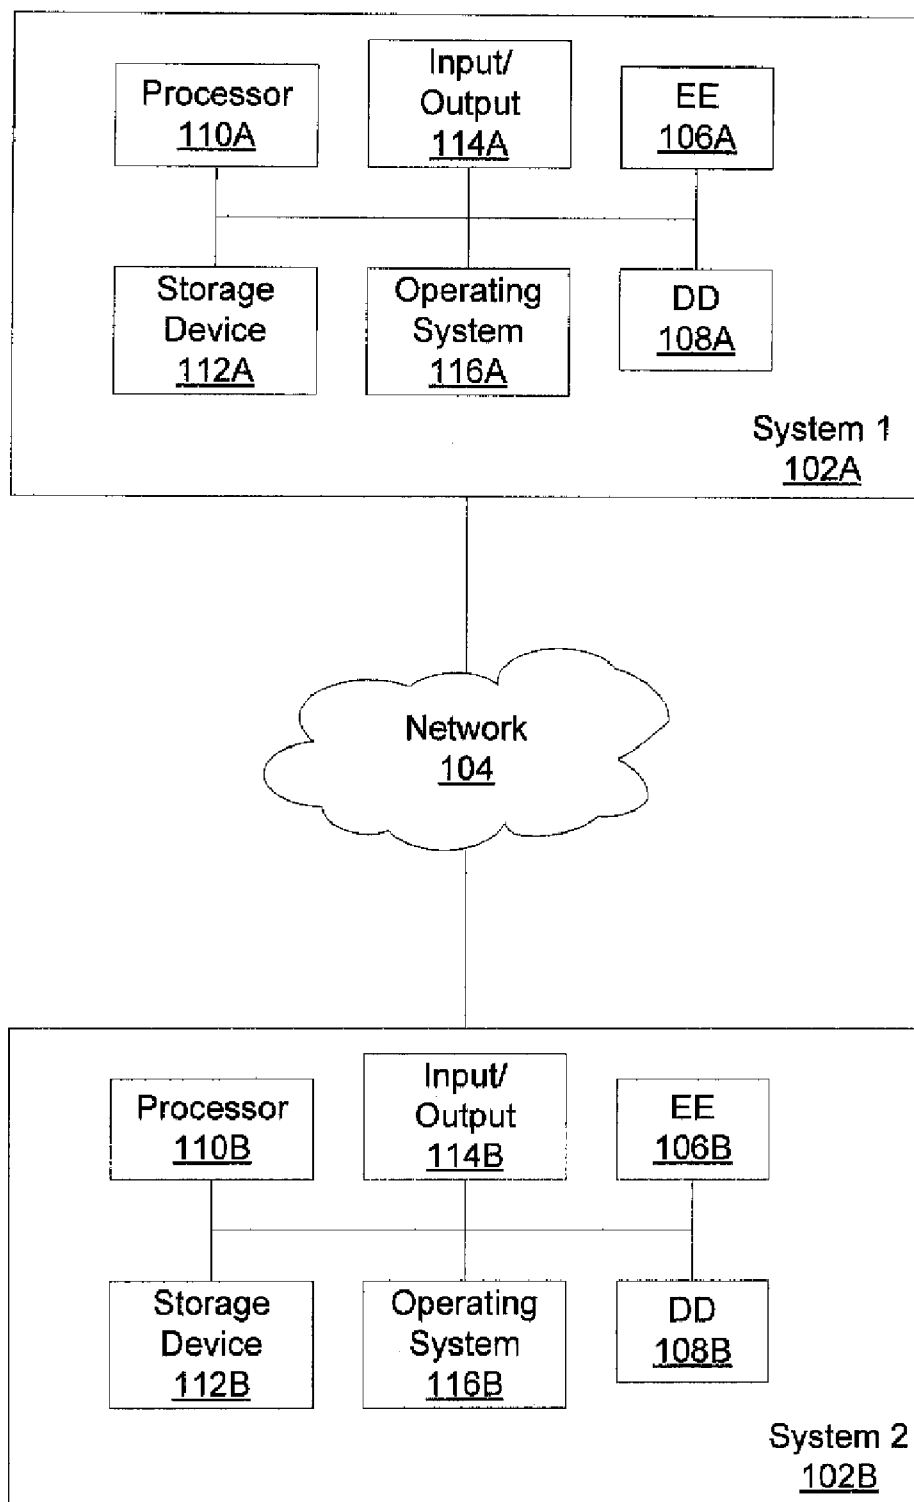 Processor
110A
Input/
Output
114A
EE
106A
Storage
Device
112A
Operating
System
116A
DD
108A
System 1
102A
Network
104
Processor
110B
Input/
Output
114B
EE
106B
Storage
Device
112B
Operating
System
116B
DD
108B
System 2
102B